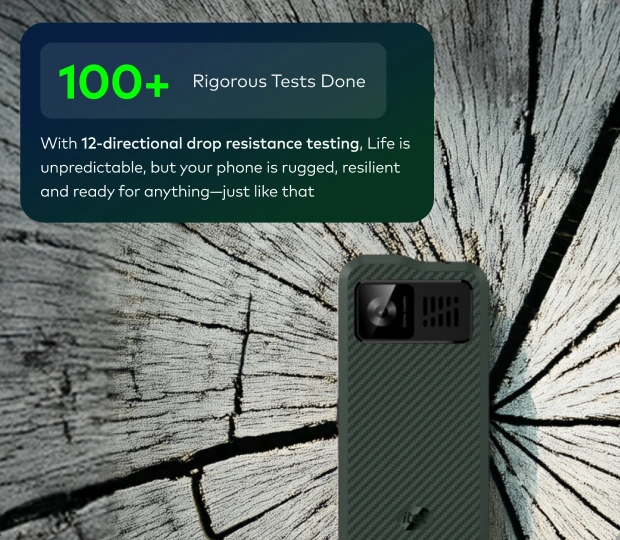 100+ Rigorous Tests Done
With 12-directional drop resistance testing, Life is
unpredictable, but your phone is rugged, resilient
and ready for anything—just like that